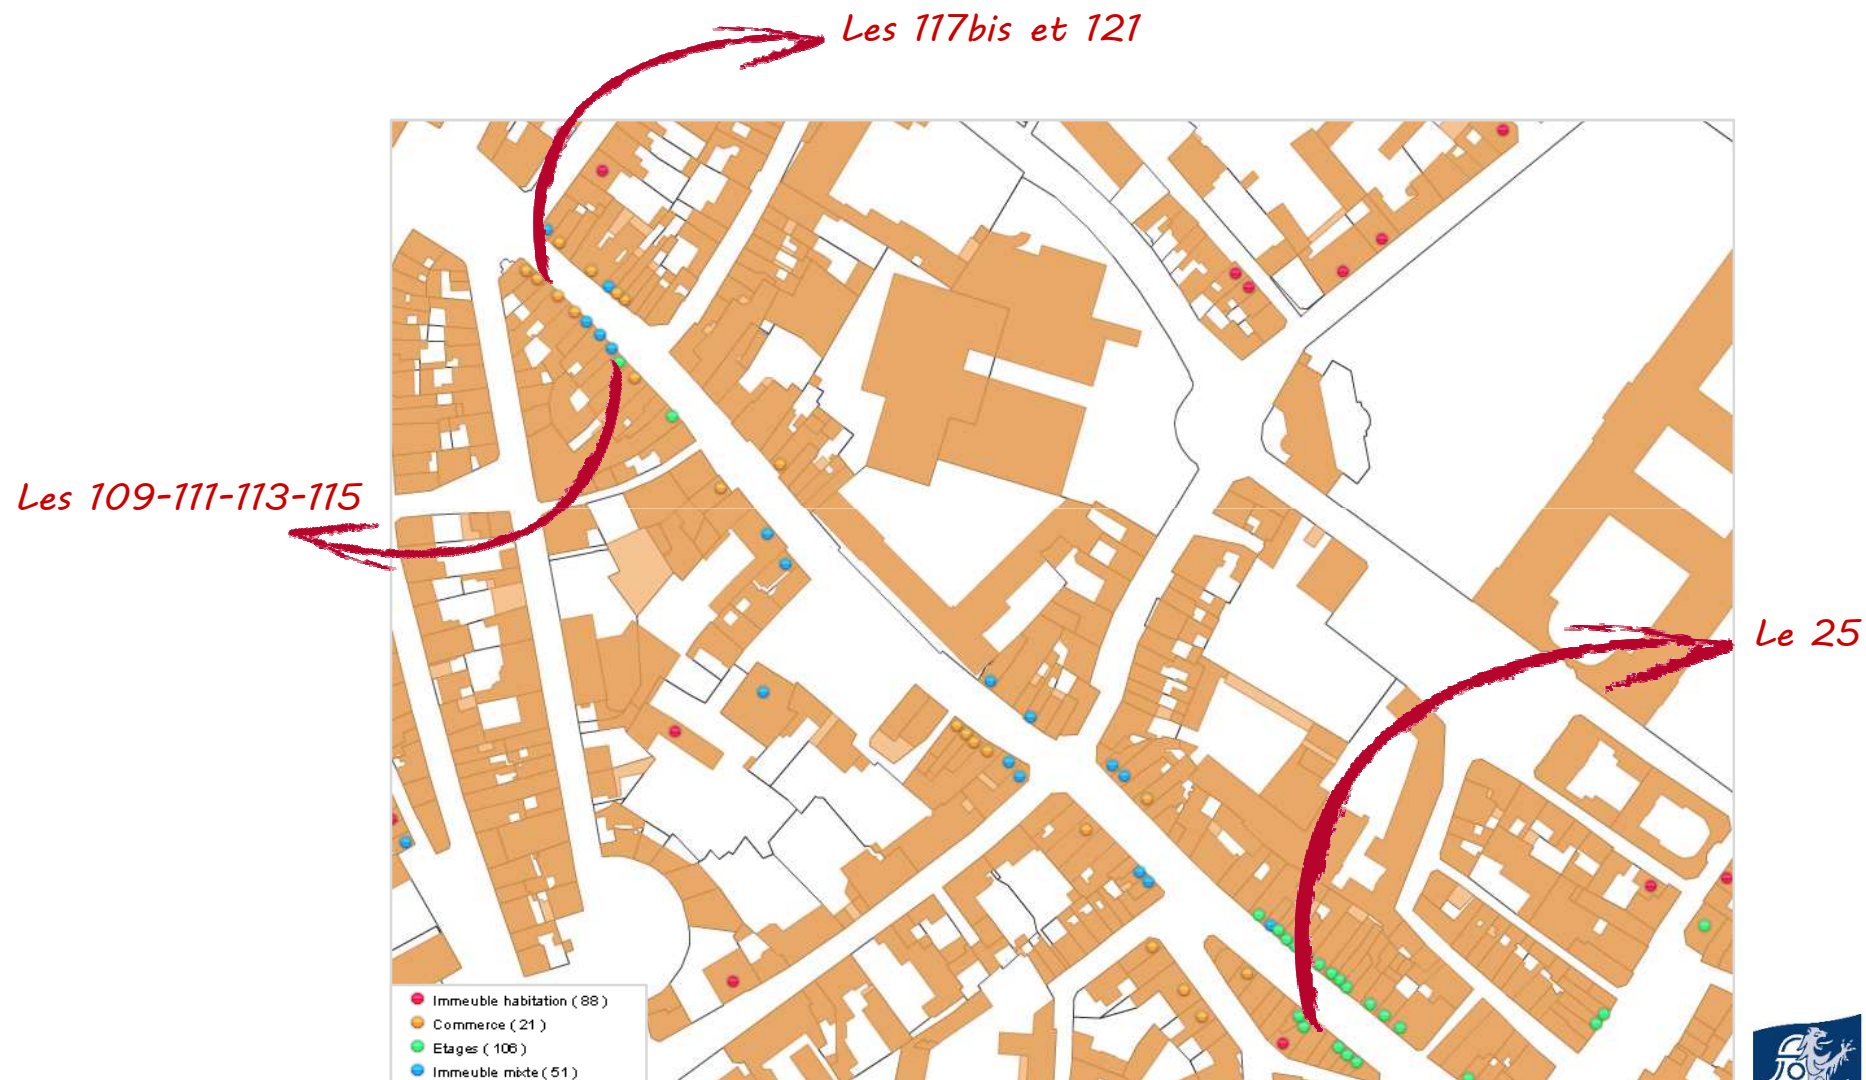 Les 117bis et 121
Les 109-111-113-115
Le 25
Immeuble habitation ( 88 )
Commerce ( 21 )
Etages ( 106 )
Immeuble mixte ( 51 )